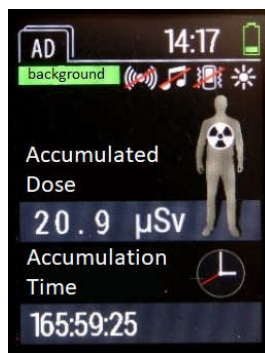 AD 14:17
background
Accumulated
Dose
20.9 μSv
Accumulation
Time
165:59:25